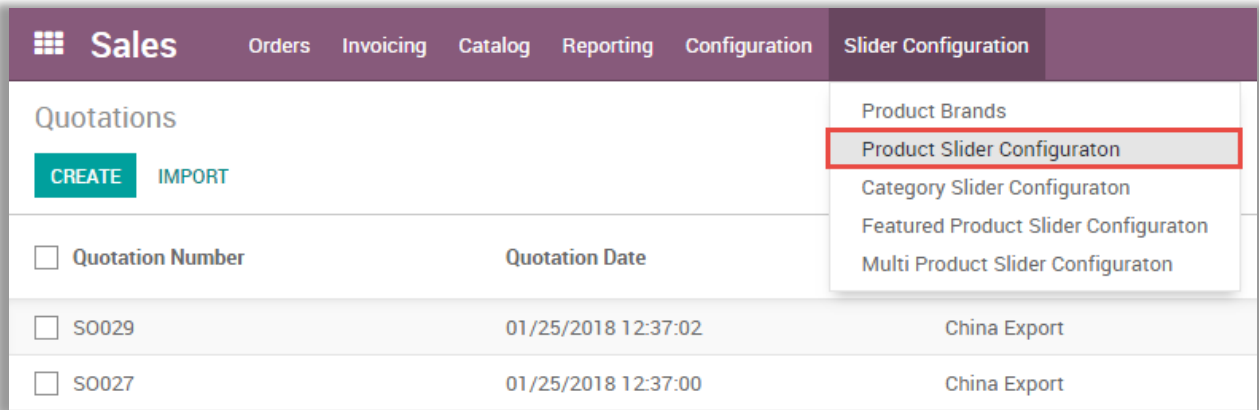 Sales Orders Invoicing Catalog Reporting Configuration Slider Configuration
Quotations
CREATE IMPORT
Product Brands
Product Slider Configuraton
Category Slider Configuraton
Featured Product Slider Configuraton
Multi Product Slider Configuraton
Quotation Number Quotation Date
SO029 01/25/2018 12:37:02 China Export
SO027 01/25/2018 12:37:00 China Export